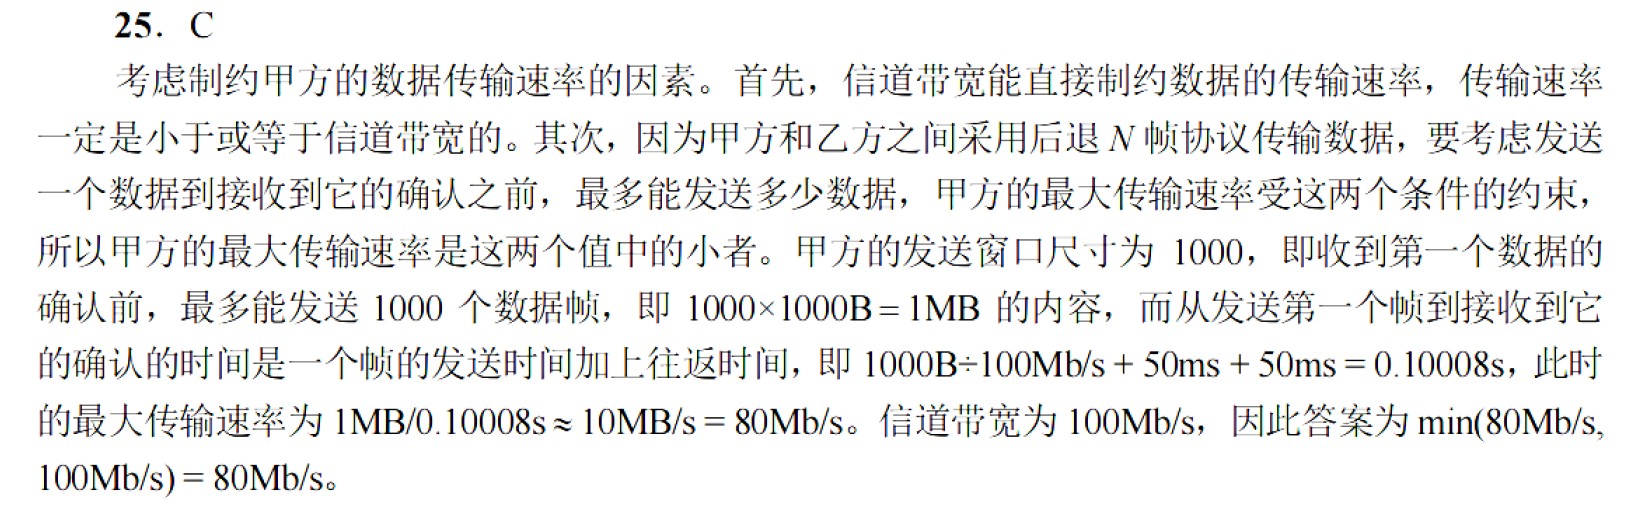 25．C
考虑制约甲方的数据传输速率的因素。首先，信道带宽能直接制约数据的传输速率，传输速率
一定是小于或等于信道带宽的。其次，因为甲方和乙方之间采用后退 N 帧协议传输数据，要考虑发送
一个数据到接收到它的确认之前，最多能发送多少数据，甲方的最大传输速率受这两个条件的约束，
所以甲方的最大传输速率是这两个值中的小者。甲方的发送窗口尺寸为 1000，即收到第一个数据的
确认前，最多能发送 1000 个数据帧，即 1000×1000B = 1MB 的内容，而从发送第一个帧到接收到它
的确认的时间是一个帧的发送时间加上往返时间，即 1000B÷100Mb/s + 50ms + 50ms = 0.10008s，此时
的最大传输速率为 1MB/0.10008s ≈ 10MB/s = 80Mb/s。信道带宽为 100Mb/s，因此答案为 min(80Mb/s,
100Mb/s) = 80Mb/s。